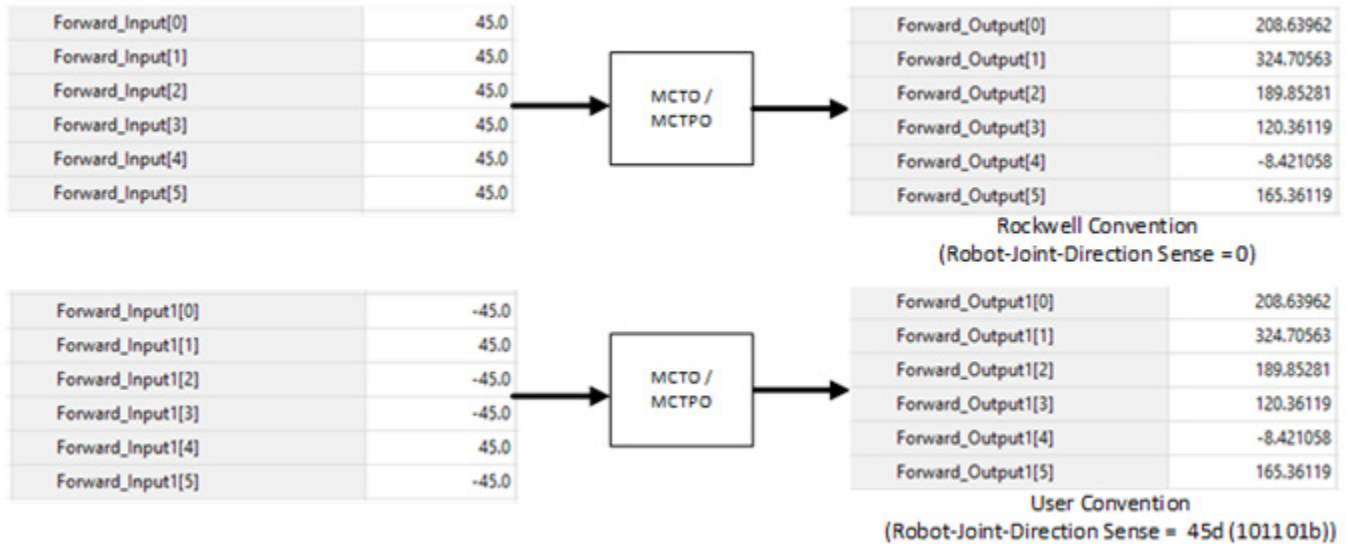 Forward_Input[0] 45.0
Forward_Input[1] 45.0
Forward_Input[2] 45.0
Forward_Input[3] 45.0
Forward_Input[4] 45.0
Forward_Input[5] 45.0
MCTO /
MCTPO
Forward_Output[0] 208.63962
Forward_Output[1] 324.70563
Forward_Output[2] 189.85281
Forward_Output[3] 120.36119
Forward_Output[4] -8.421058
Forward_Output[5] 165.36119
Rockwell Convention
(Robot-Joint-Direction Sense = 0)
Forward_Input1[0] -45.0
Forward_Input1[1] 45.0
Forward_Input1[2] -45.0
Forward_Input1[3] -45.0
Forward_Input1[4] 45.0
Forward_Input1[5] -45.0
MCTO /
MCTPO
Forward_Output1[0] 208.63962
Forward_Output1[1] 324.70563
Forward_Output1[2] 189.85281
Forward_Output1[3] 120.36119
Forward_Output1[4] -8.421058
Forward_Output1[5] 165.36119
User Convention
(Robot-Joint-Direction Sense = 45d (101101b))